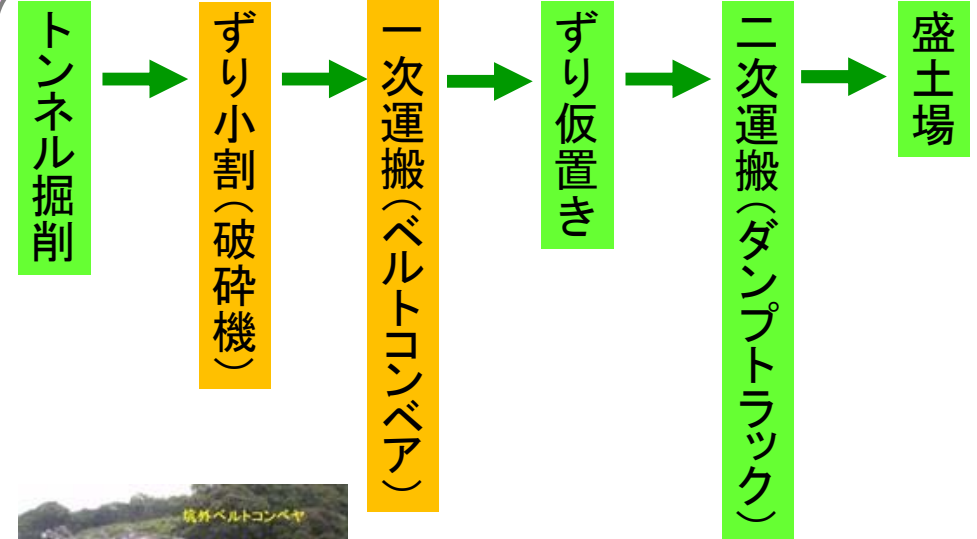 トンネル掘削
ずり小割(破砕機)
一次運搬(ベルトコンベア)
ずり仮置き
二次運搬(ダンプトラック)
盛土場
坑外ベルトコンベヤ